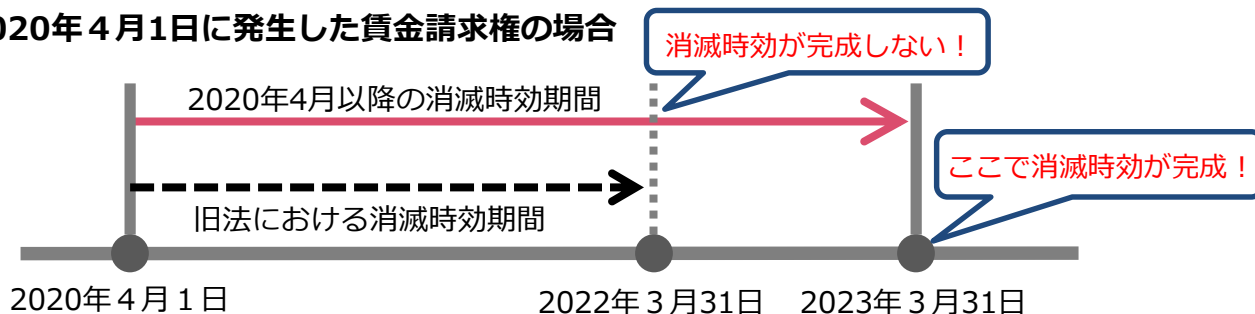 020年４月1日に発生した賃金請求権の場合
消滅時効が完成しない！
2020年4月以降の消滅時効期間
ここで消滅時効が完成！
旧法における消滅時効期間
2020年４月１日
2022年３月31日
2023年３月31日